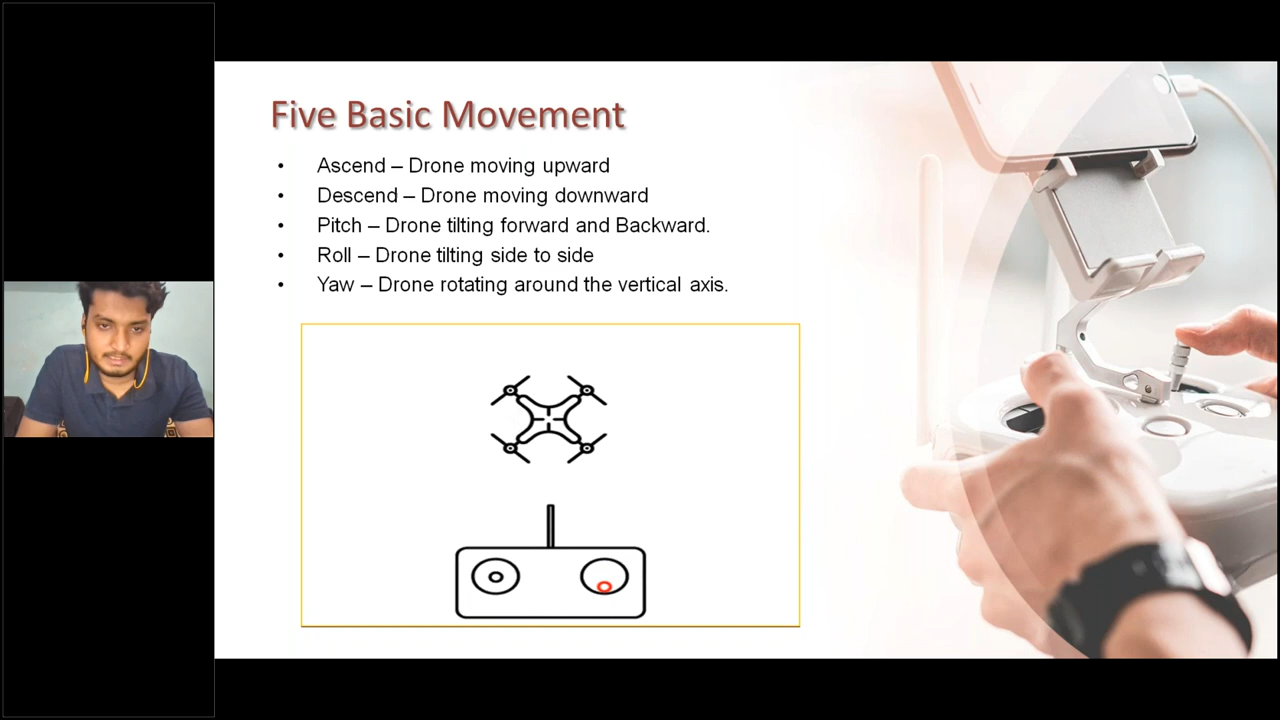 Five Basic Movement
• Ascend – Drone moving upward
• Descend – Drone moving downward
• Pitch – Drone tilting forward and Backward.
• Roll – Drone tilting side to side
• Yaw – Drone rotating around the vertical axis.